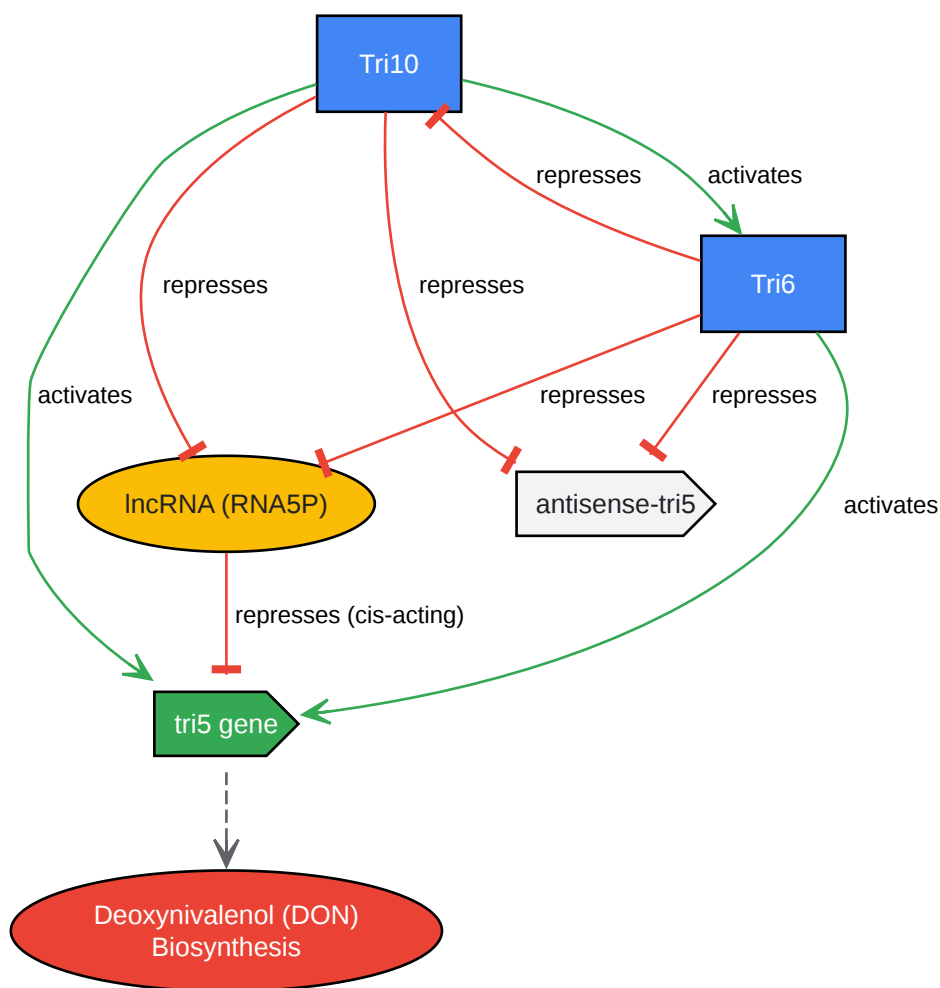 Tri10
represses
activates
Tri6
represses
represses
activates
represses
represses
lncRNA (RNA5P)
antisense-tri5
activates
represses (cis-acting)
tri5 gene
Deoxynivalenol (DON)
Biosynthesis